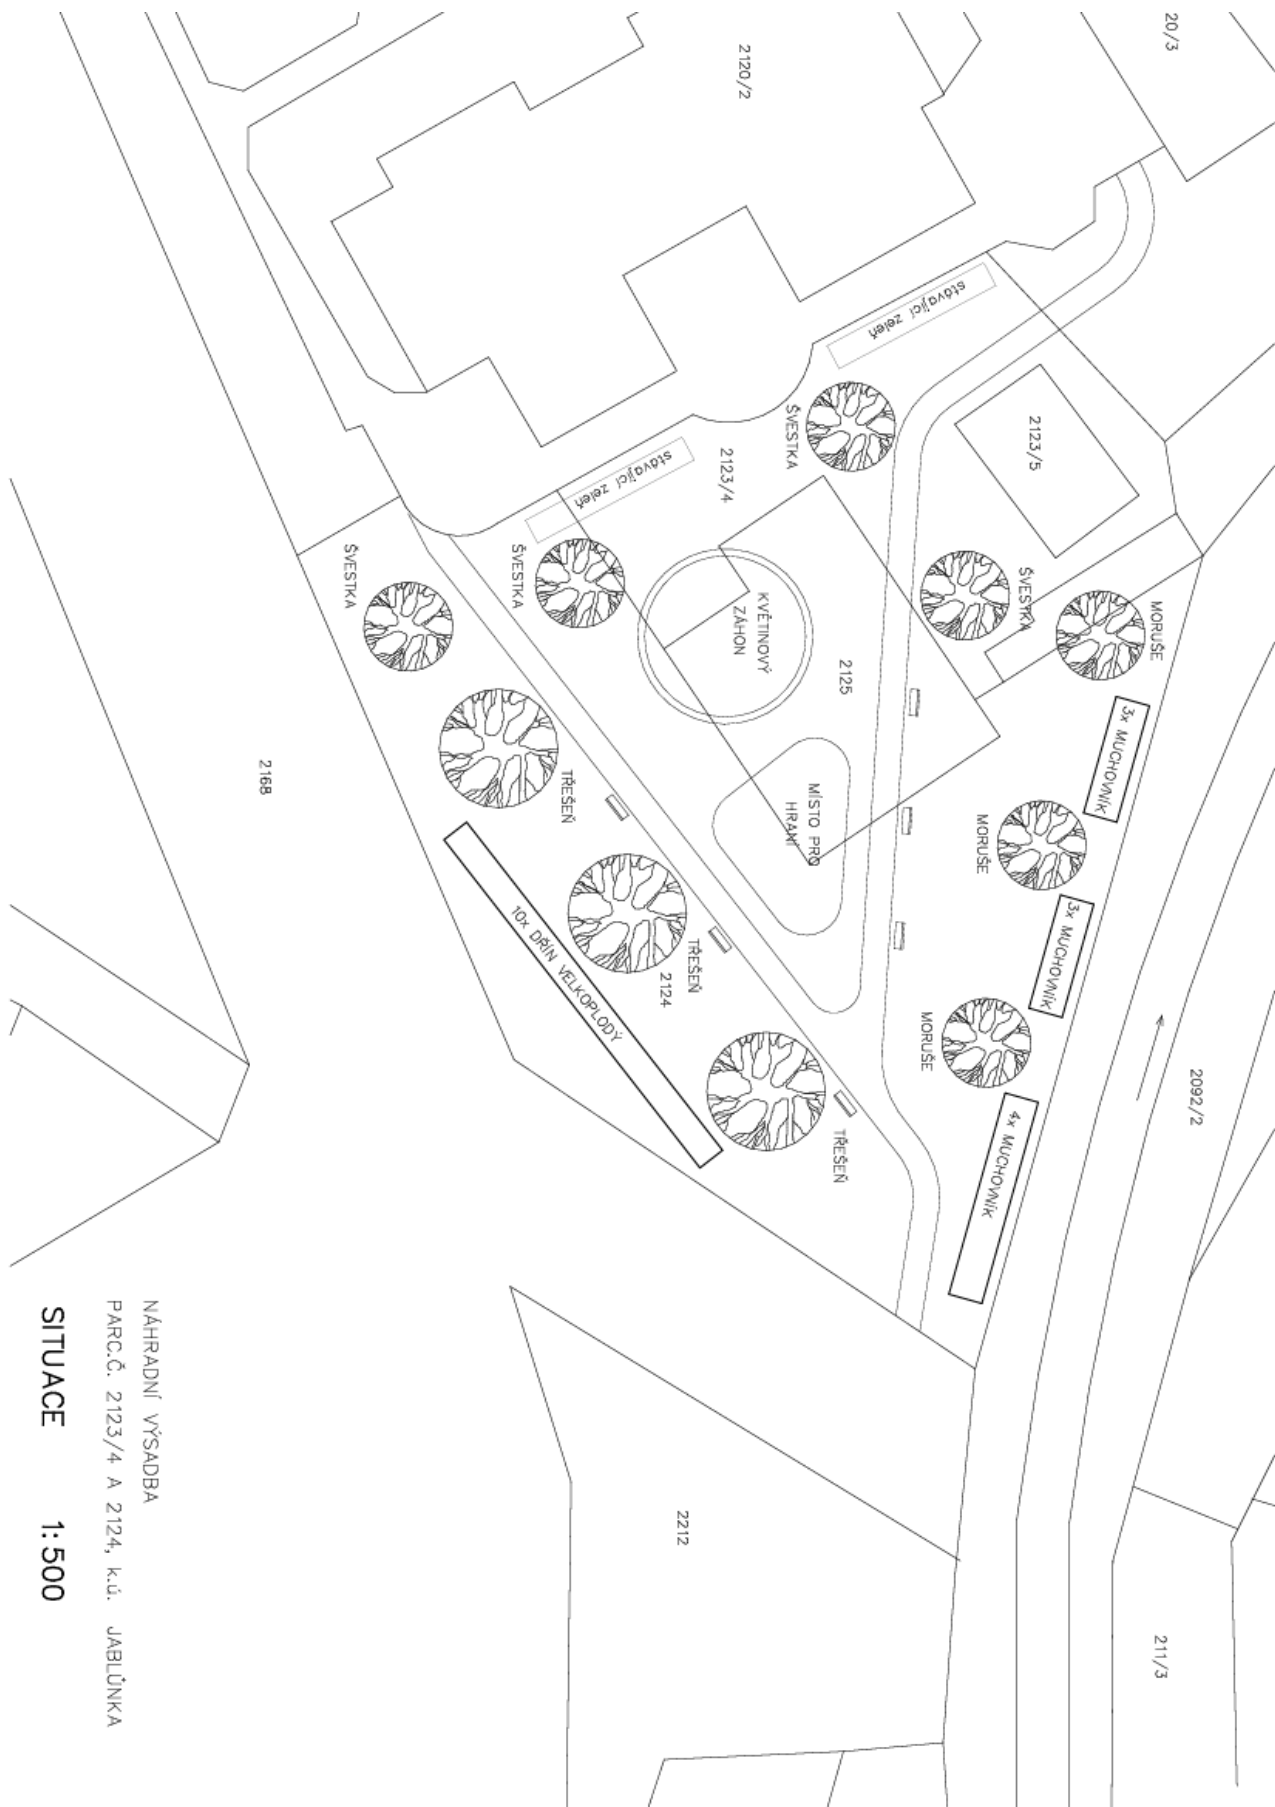 20/3
2120/2
stávající zeleň
ŠVESTKA
2123/5
2123/4
stávající zeleň
ŠVESTKA
ŠVESTKA
ŠVESTKA
MORUŠE
KVĚTINOVÝ
ZÁHON
2125
3x MUCHOVNÍK
2168
TŘEŠEŇ
MÍSTO PRO
HRANÍ
MORUŠE
3x MUCHOVNÍK
10x DŘÍN VELKOPLODÝ
TŘEŠEŇ
2124
MORUŠE
2092/2
4x MUCHOVNÍK
TŘEŠEŇ
2212
211/3
NÁHRADNÍ VÝSADBA
PARC.Č. 2123/4 A 2124, k.ú. JABLŮNKA
SITUACE 1:500